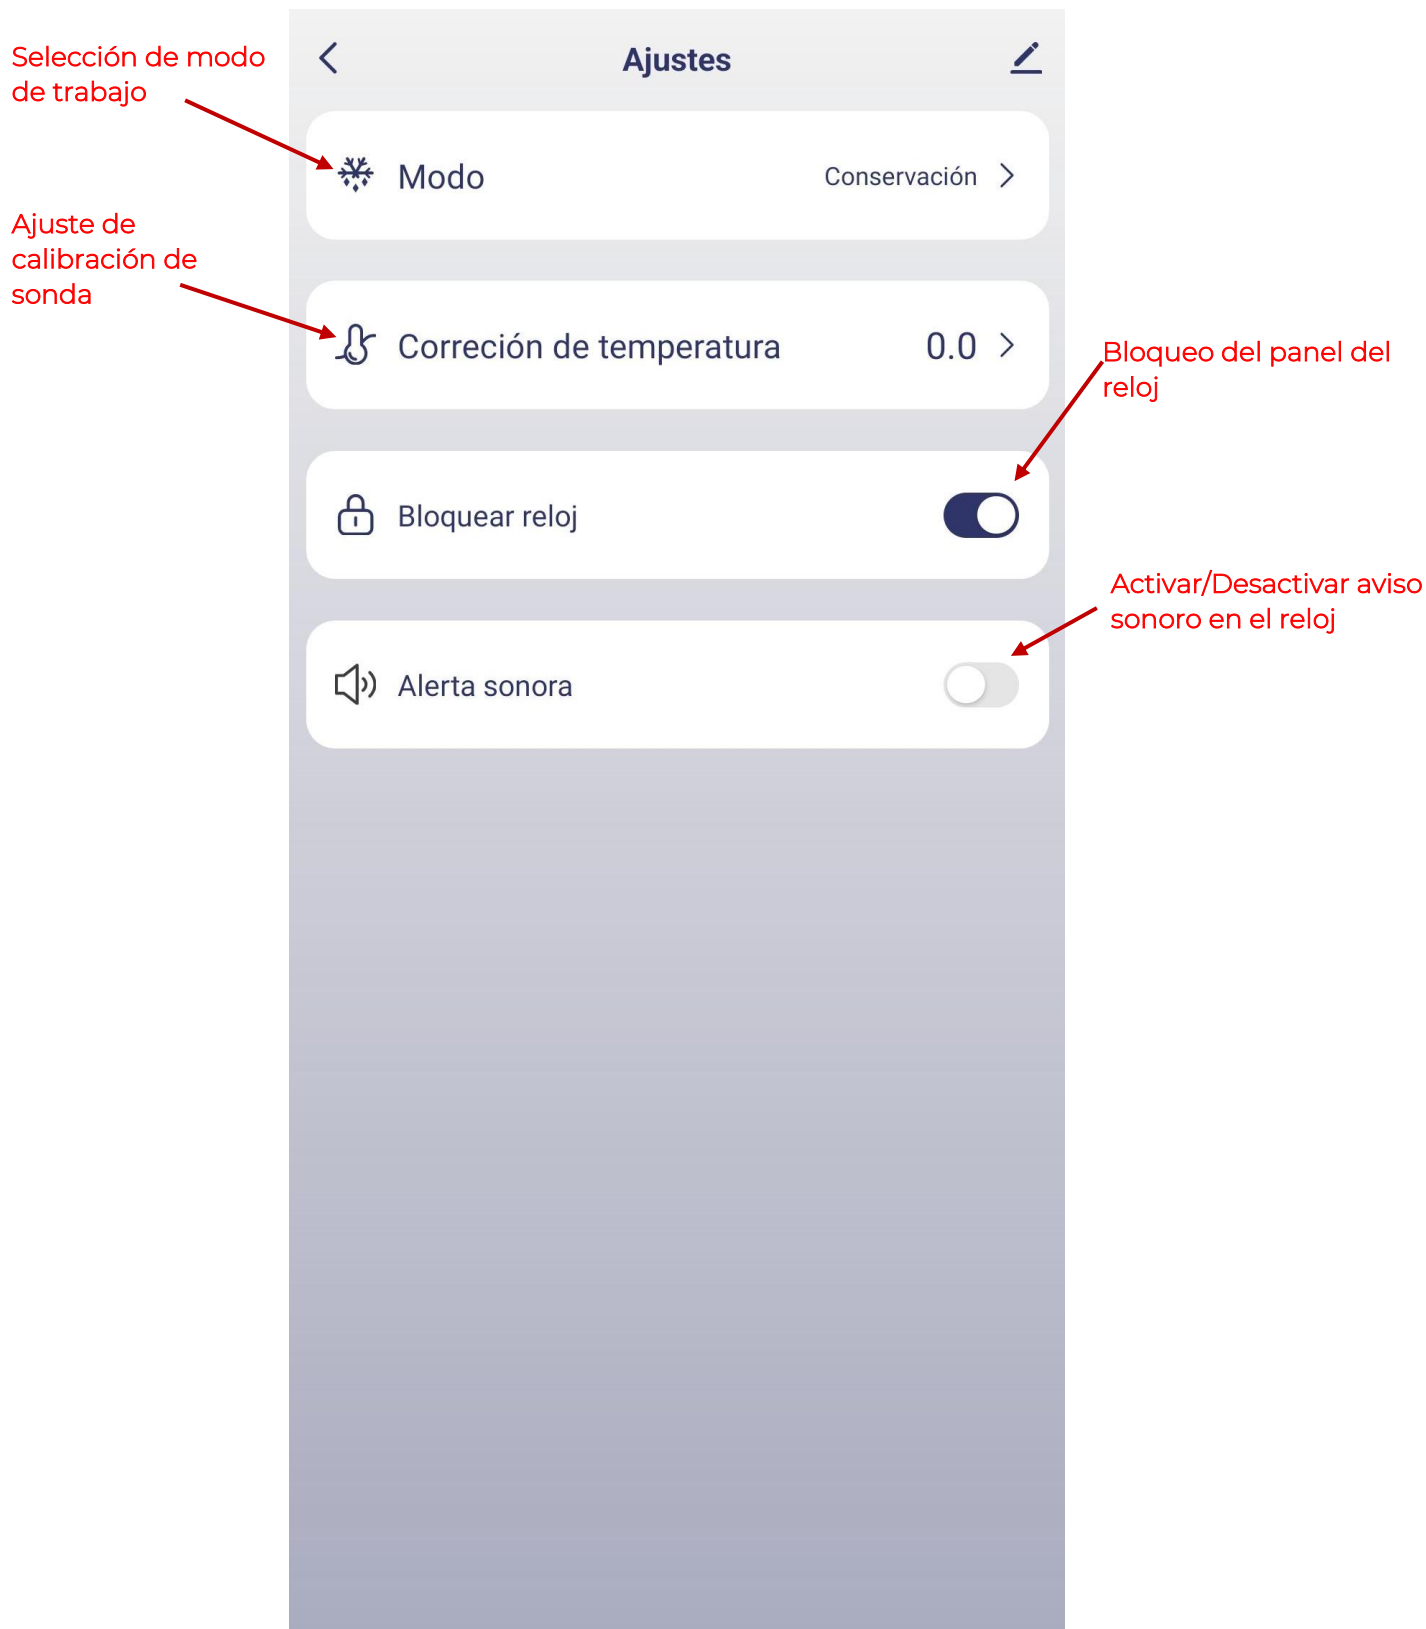 Selección de modo
de trabajo
Ajustes
Modo
Conservación
Ajuste de
calibración de
sonda
Correción de temperatura
0.0
Bloqueo del panel del
reloj
Bloquear reloj
Activar/Desactivar aviso
sonoro en el reloj
Alerta sonora